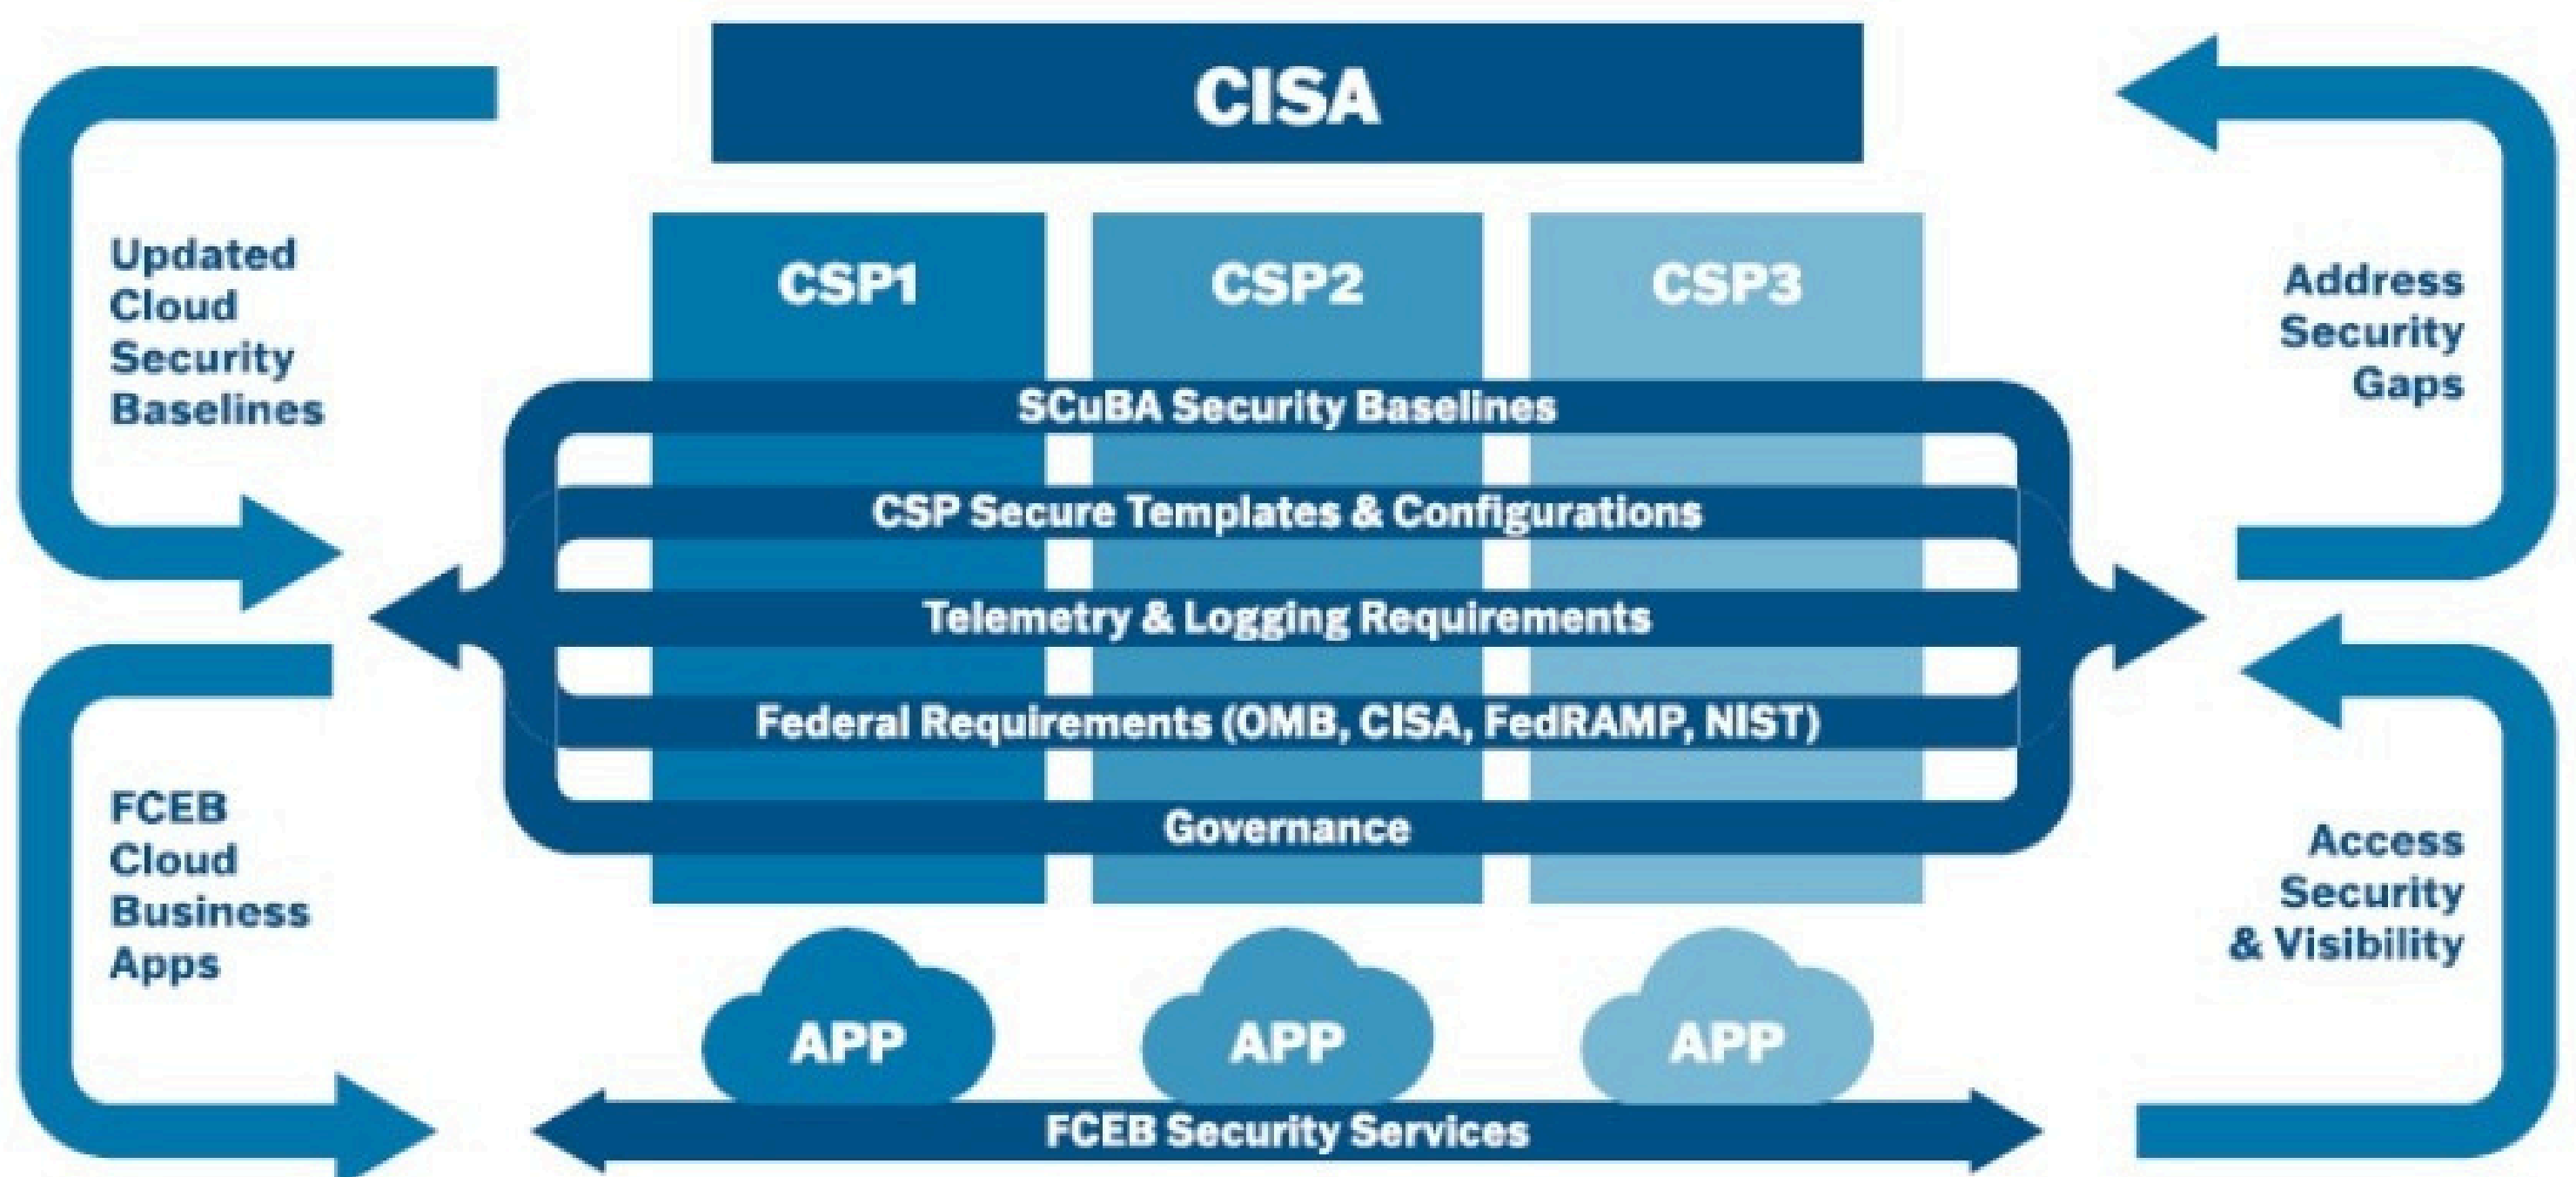 CISA
Updated
Cloud
Security
Baselines
CSP1
CSP2
CSP3
Address
Security
Gaps
SCuBA Security Baselines
CSP Secure Templates & Configurations
Telemetry & Logging Requirements
Federal Requirements (OMB, CISA, FedRAMP, NIST)
Governance
FCEB
Cloud
Business
Apps
Access
Security
& Visibility
APP
APP
APP
FCEB Security Services